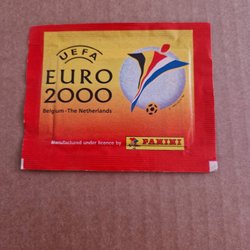 UEFA
EURO
2000
Belgium-The Netherlands
Manufactured under licence by PANINI